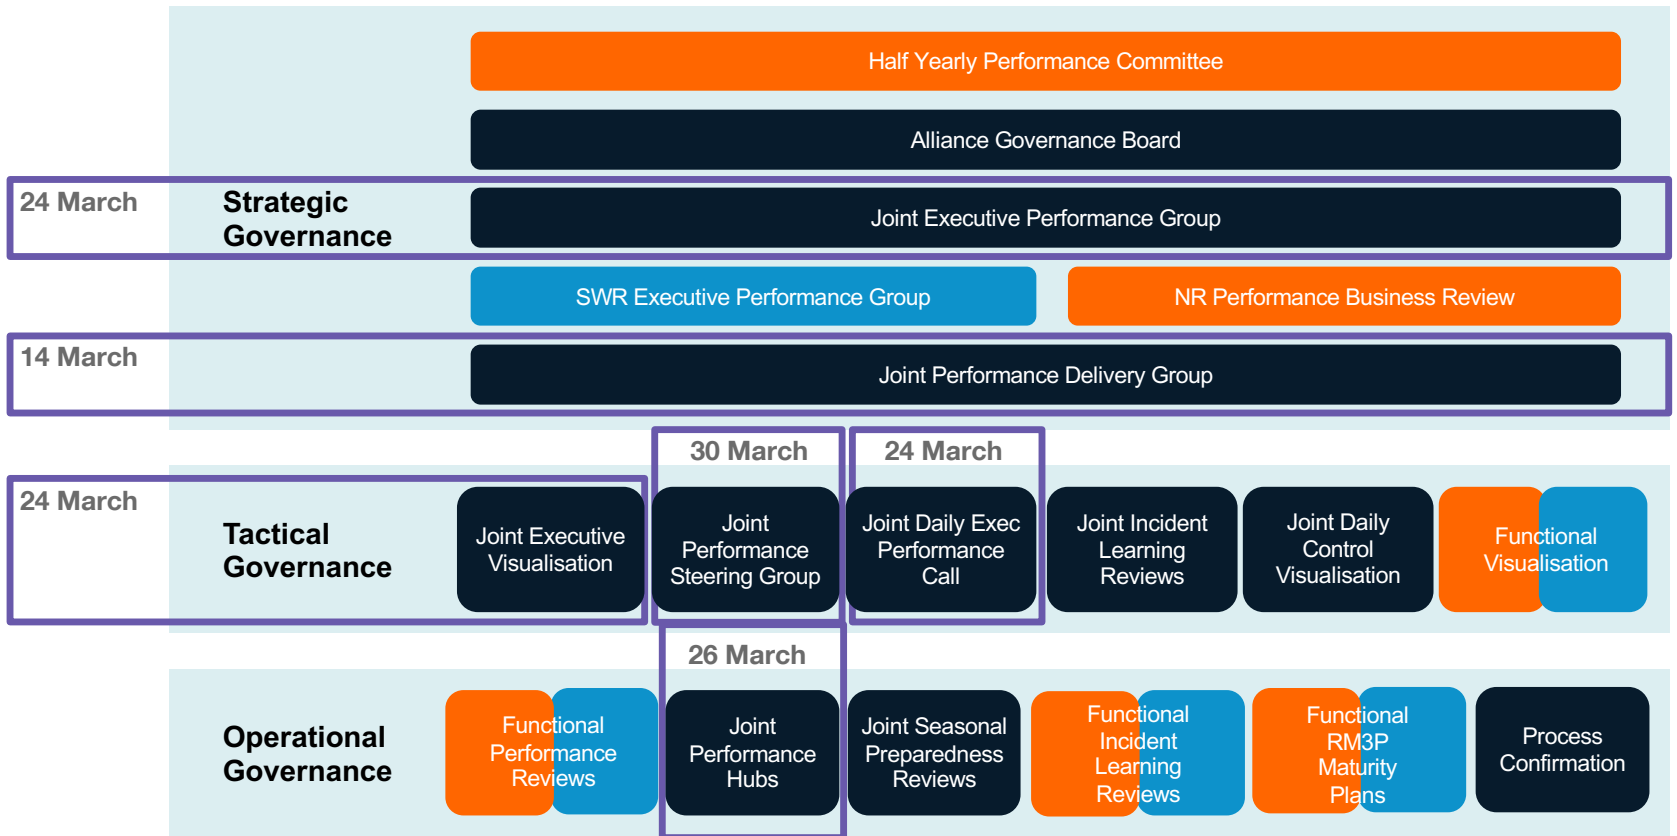 Half Yearly Performance Committee
Alliance Governance Board
24 March
Strategic
Governance
Joint Executive Performance Group
SWR Executive Performance Group
NR Performance Business Review
14 March
Joint Performance Delivery Group
30 March
24 March
24 March
Tactical
Governance
Joint Executive
Visualisation
Joint
Performance
Steering Group
Joint Daily Exec
Performance
Call
Joint Incident
Learning
Reviews
Joint Daily
Control
Visualisation
Functional
Visualisation
26 March
Operational
Governance
Functional
Performance
Reviews
Joint
Performance
Hubs
Joint Seasonal
Preparedness
Reviews
Functional
Incident
Learning
Reviews
Functional
RM3P
Maturity
Plans
Process
Confirmation